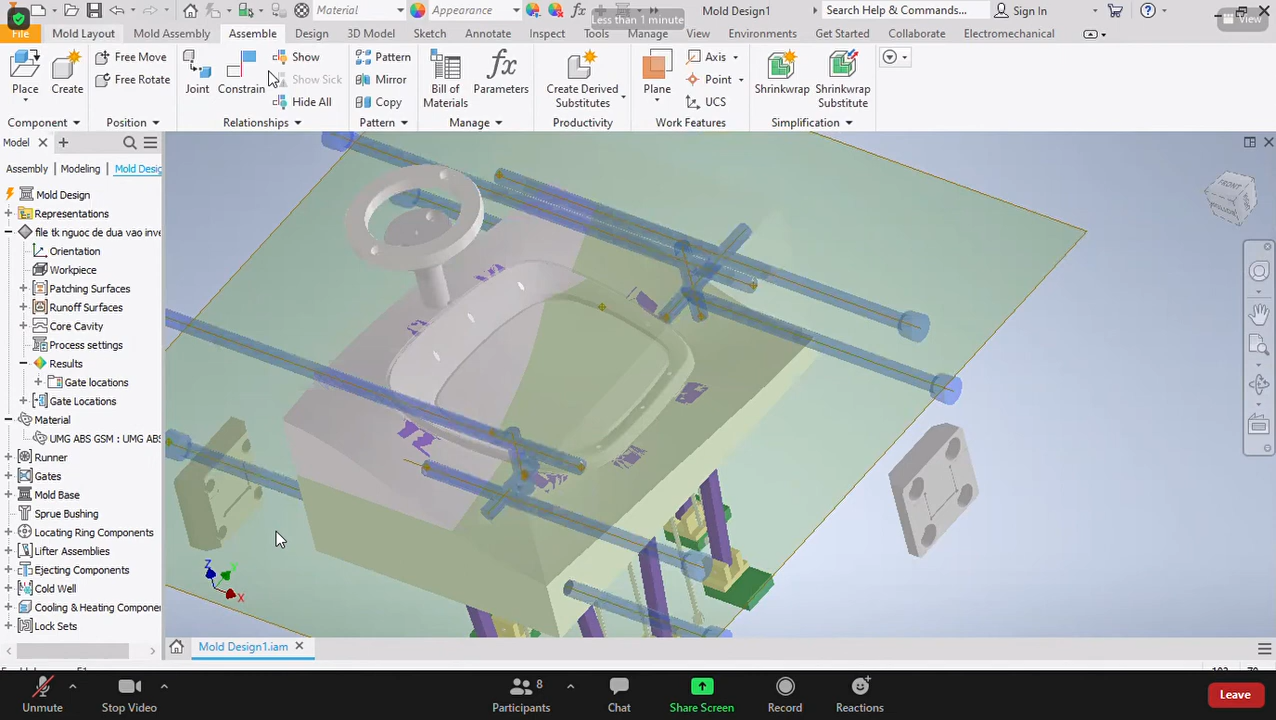 Material
Appearance
Mold Design1
Search Help & Commands...
Sign In
Less than 1 minute
View
File
Mold Layout
Mold Assembly
Assemble
Design
3D Model
Sketch
Annotate
Inspect
Tools
Manage
View
Environments
Get Started
Collaborate
Electromechanical
Place
Create
Free Move
Free Rotate
Joint
Constrain
Show
Show Sick
Hide All
Pattern
Mirror
Copy
Bill of
Materials
Parameters
Create Derived
Substitutes
Plane
Axis
Point
UCS
Shrinkwrap
Shrinkwrap
Substitute
Component
Position
Relationships
Pattern
Manage
Productivity
Work Features
Simplification
Model
Assembly
Modeling
Mold Desig
Mold Design
Representations
file tk nguoc de dua vao inve
Orientation
Workpiece
Patching Surfaces
Runoff Surfaces
Core Cavity
Process settings
Results
Gate locations
Gate Locations
Material
UMG ABS GSM : UMG ABS
Runner
Gates
Mold Base
Sprue Bushing
Locating Ring Components
Lifter Assemblies
Ejecting Components
Cold Well
Cooling & Heating Componen
Lock Sets
FRONT
Z
Y
X
Mold Design1.iam
Unmute
Stop Video
8
Participants
Chat
Share Screen
Record
Reactions
Leave